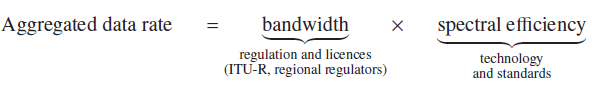 Aggregated data rate = bandwidth × spectral efficiency
regulation and licences
(ITU-R, regional regulators)
technology
and standards